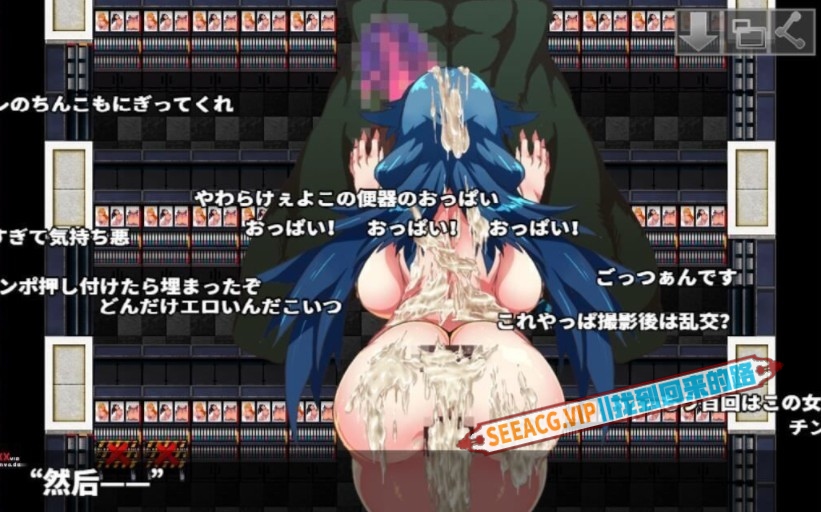 レのちんこもにぎってくれ
やわらけぇよこの便器のおっぱい
おっぱい! おっぱい! おっぱい!
すぎて気持ち悪
ごっつぁんです
ンポ押し付けたら埋まったぞ
どんだけエロいんだこいつ
これやっぱ撮影後は乱交?
SEEACG.VIP||找到回来的路
目回はこの女
チン
“然后——”